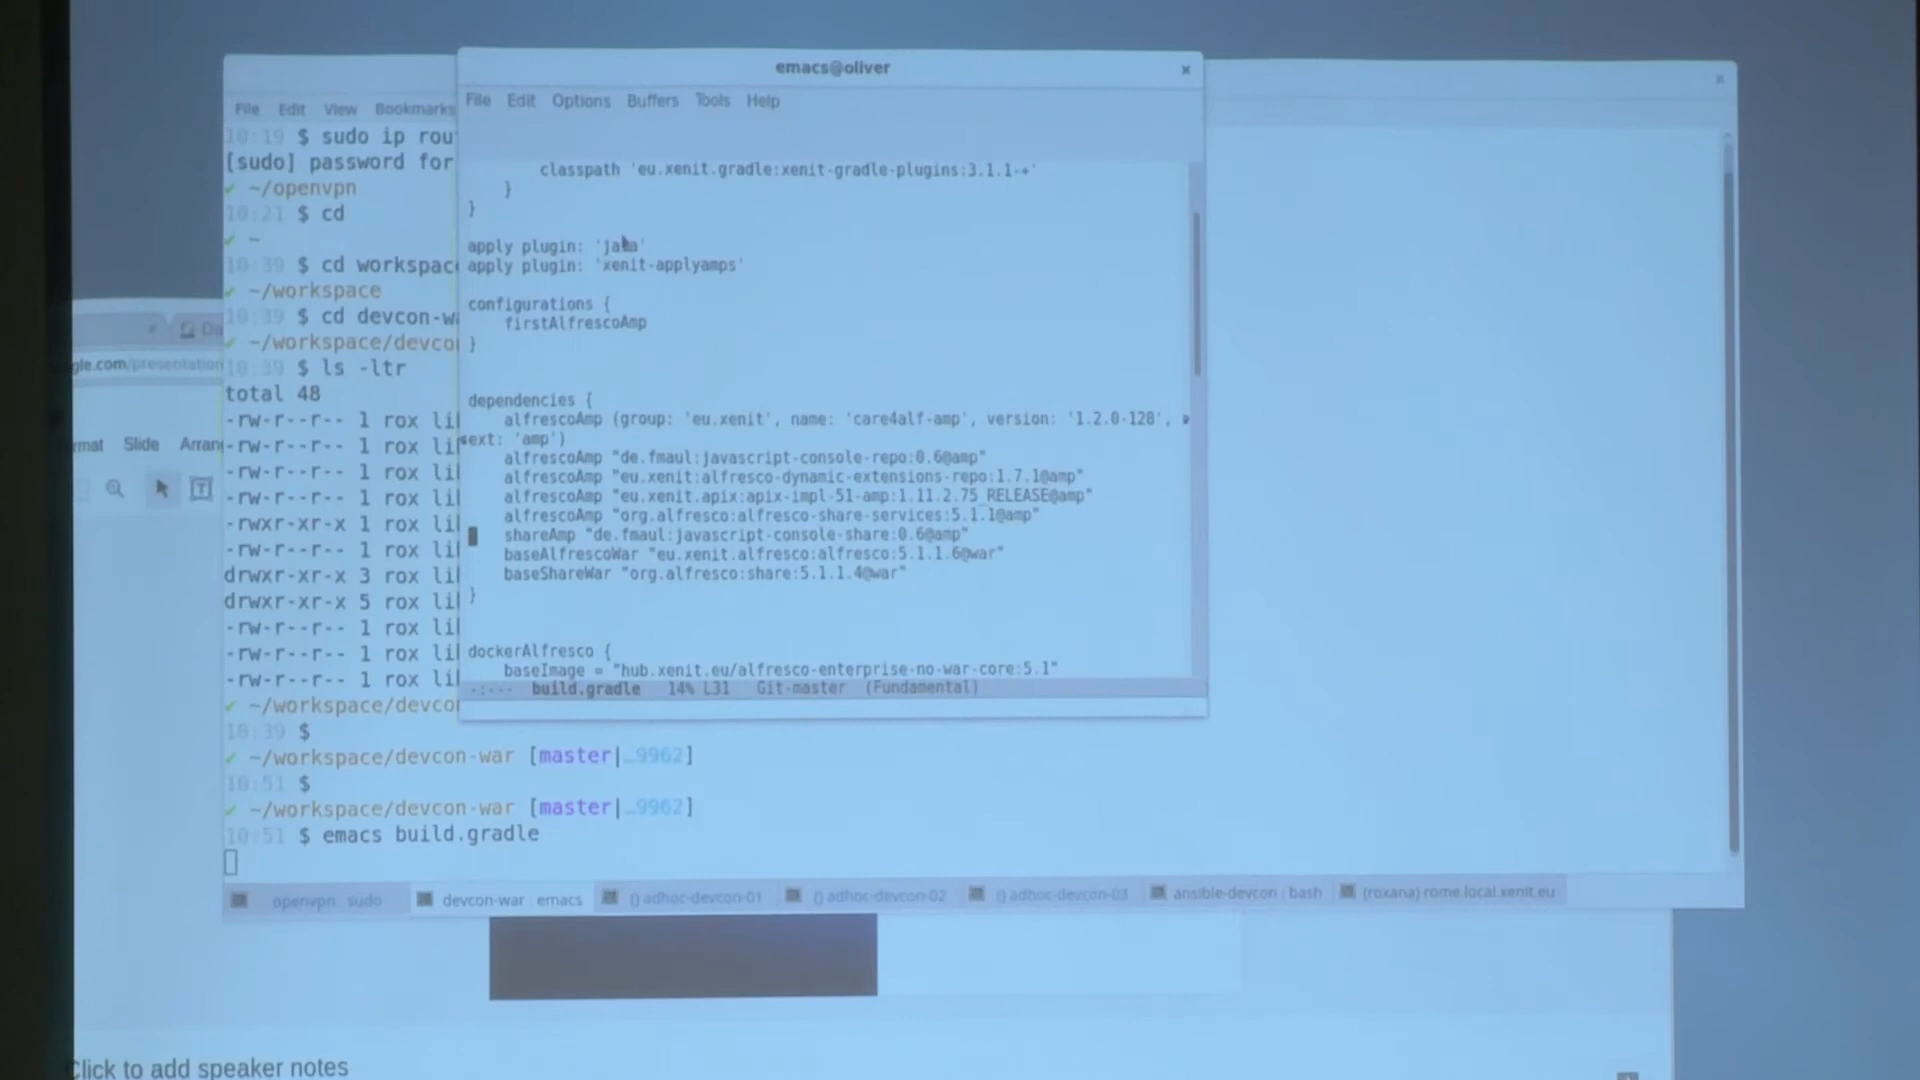 emacs@oliver
File Edit Options Buffers Tools Help
classpath 'eu.xenit.gradle:xenit-gradle-plugins:3.1.1-+'
}
}
apply plugin: 'java'
apply plugin: 'xenit-applyamps'
configurations {
firstAlfrescoAmp
}
dependencies {
alfrescoAmp (group: 'eu.xenit', name: 'care4alf-amp', version: '1.2.0-128',
ext: 'amp')
alfrescoAmp "de.fmaul:javascript-console-repo:0.6@amp"
alfrescoAmp "eu.xenit:alfresco-dynamic-extensions-repo:1.7.1@amp"
alfrescoAmp "eu.xenit.apix:apix-impl-51-amp:1.11.2.75_RELEASE@amp"
alfrescoAmp "org.alfresco:alfresco-share-services:5.1.1@amp"
shareAmp "de.fmaul:javascript-console-share:0.6@amp"
baseAlfrescoWar "eu.xenit.alfresco:alfresco:5.1.1.6@war"
baseShareWar "org.alfresco:share:5.1.1.4@war"
}
dockerAlfresco {
baseImage = "hub.xenit.eu/alfresco-enterprise-no-war-core:5.1"
-:--- build.gradle 14% L31 Git-master (Fundamental)
File Edit View Bookmarks
10:19 $ sudo ip rou
[sudo] password for
✔ ~/openvpn
10:21 $ cd
✔ ~
10:39 $ cd workspac
✔ ~/workspace
10:39 $ cd devcon-w
✔ ~/workspace/devco
10:39 $ ls -ltr
total 48
-rw-r--r-- 1 rox li
-rw-r--r-- 1 rox li
-rw-r--r-- 1 rox li
-rw-r--r-- 1 rox li
-rwxr-xr-x 1 rox li
-rw-r--r-- 1 rox li
drwxr-xr-x 3 rox li
drwxr-xr-x 5 rox li
-rw-r--r-- 1 rox li
-rw-r--r-- 1 rox li
-rw-r--r-- 1 rox li
✔ ~/workspace/devco
10:39 $
✔ ~/workspace/devcon-war [master|…9962]
10:51 $
✔ ~/workspace/devcon-war [master|…9962]
10:51 $ emacs build.gradle
openvpn : sudo devcon-war : emacs () adhoc-devcon-01 () adhoc-devcon-02 () adhoc-devcon-03 ansible-devcon : bash (roxana) rome.local.xenit.eu
Da
gle.com/presentation
rmat Slide Arran
Click to add speaker notes